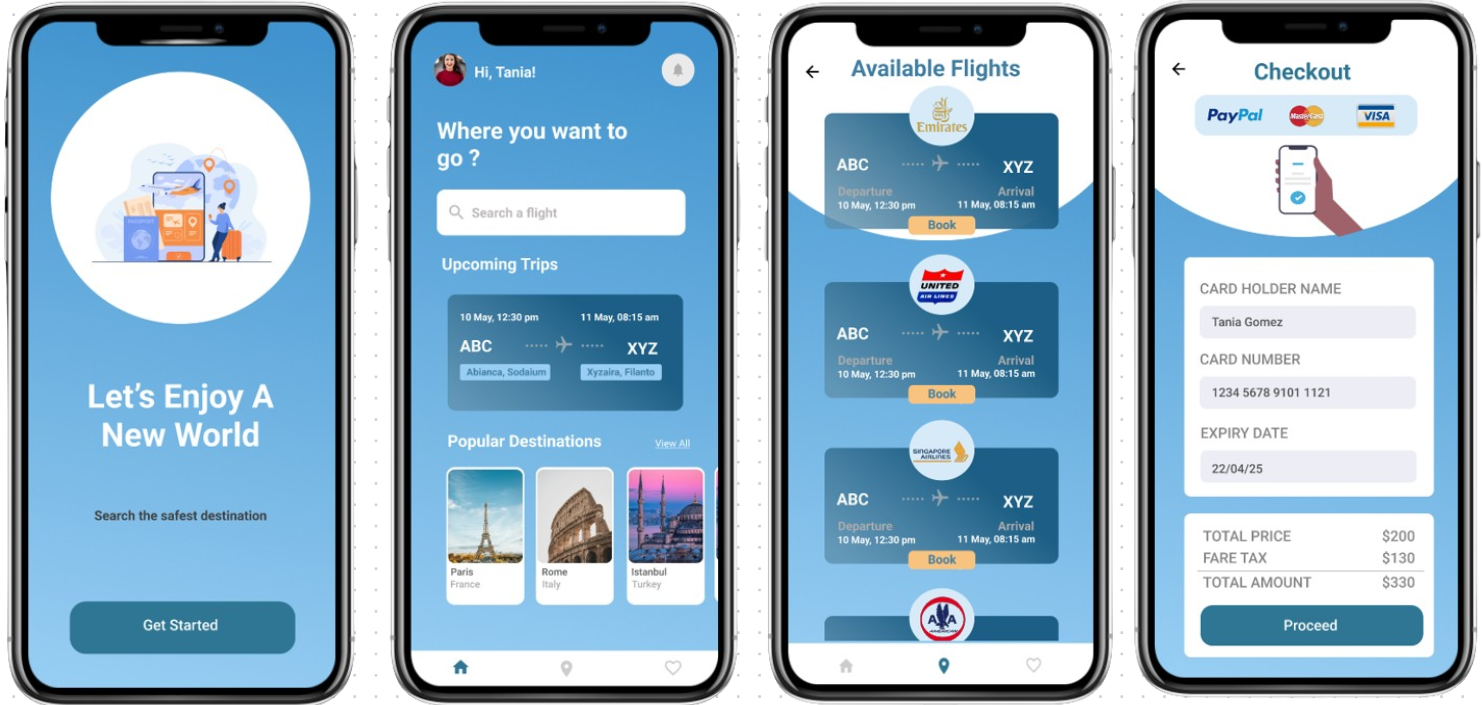 Let's Enjoy A
New World
Search the safest destination
Get Started
Hi, Tania!
Where you want to
go ?
Search a flight
Upcoming Trips
10 May, 12:30 pm 11 May, 08:15 am
ABC XYZ
Abianca, Sodaium Xyzaira, Filanto
Popular Destinations View All
Paris Rome Istanbul
France Italy Turkey
Available Flights
Emirates
ABC XYZ
Departure Arrival
10 May, 12:30 pm 11 May, 08:15 am
Book
UNITED
AIR LINES
ABC XYZ
Departure Arrival
10 May, 12:30 pm 11 May, 08:15 am
Book
SINGAPORE
AIRLINES
ABC XYZ
Departure Arrival
10 May, 12:30 pm 11 May, 08:15 am
Book
AA
AMERICAN
Checkout
PayPal MasterCard VISA
CARD HOLDER NAME
Tania Gomez
CARD NUMBER
1234 5678 9101 1121
EXPIRY DATE
22/04/25
TOTAL PRICE $200
FARE TAX $130
TOTAL AMOUNT $330
Proceed